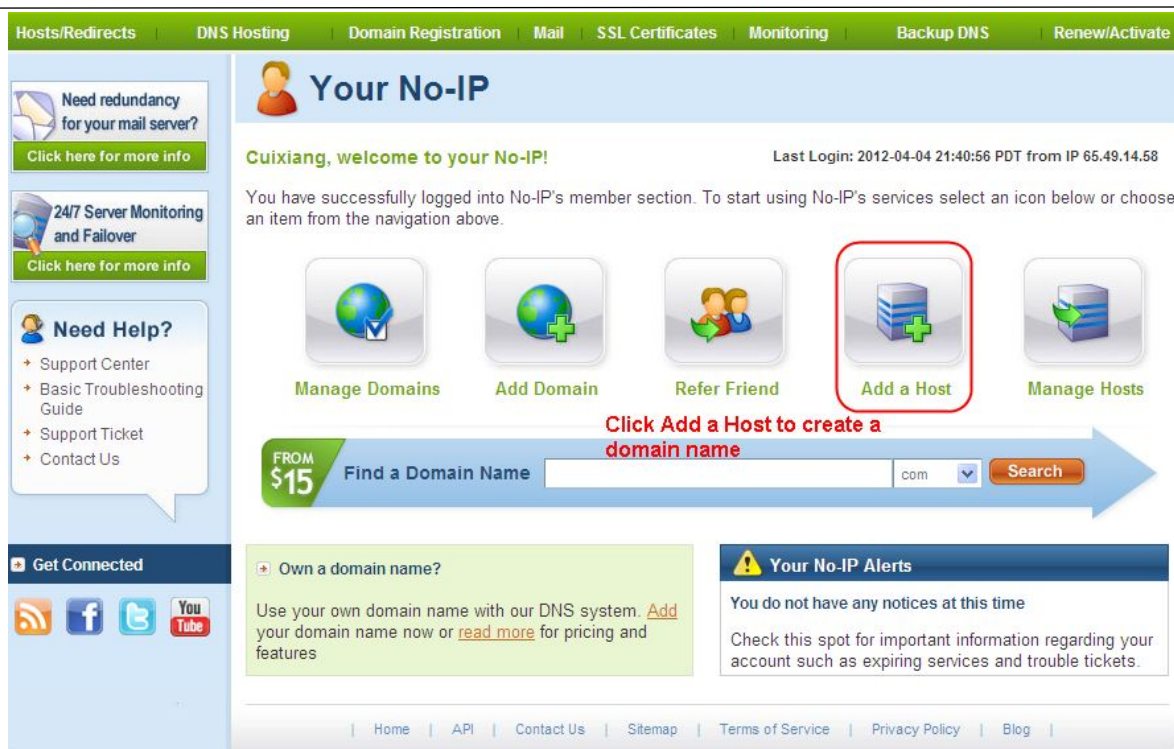 Hosts/Redirects DNS Hosting Domain Registration Mail SSL Certificates Monitoring Backup DNS Renew/Activate
Need redundancy
for your mail server?
Click here for more info
24/7 Server Monitoring
and Failover
Click here for more info
Need Help?
Support Center
Basic Troubleshooting
Guide
Support Ticket
Contact Us
Get Connected
You
Tube
Your No-IP
Cuixiang, welcome to your No-IP! Last Login: 2012-04-04 21:40:56 PDT from IP 65.49.14.58
You have successfully logged into No-IP's member section. To start using No-IP's services select an icon below or choose
an item from the navigation above.
Manage Domains Add Domain Refer Friend Add a Host Manage Hosts
Click Add a Host to create a
domain name
FROM
$15
Find a Domain Name com Search
Own a domain name?
Use your own domain name with our DNS system. Add
your domain name now or read more for pricing and
features
Your No-IP Alerts
You do not have any notices at this time
Check this spot for important information regarding your
account such as expiring services and trouble tickets.
| Home | API | Contact Us | Sitemap | Terms of Service | Privacy Policy | Blog |